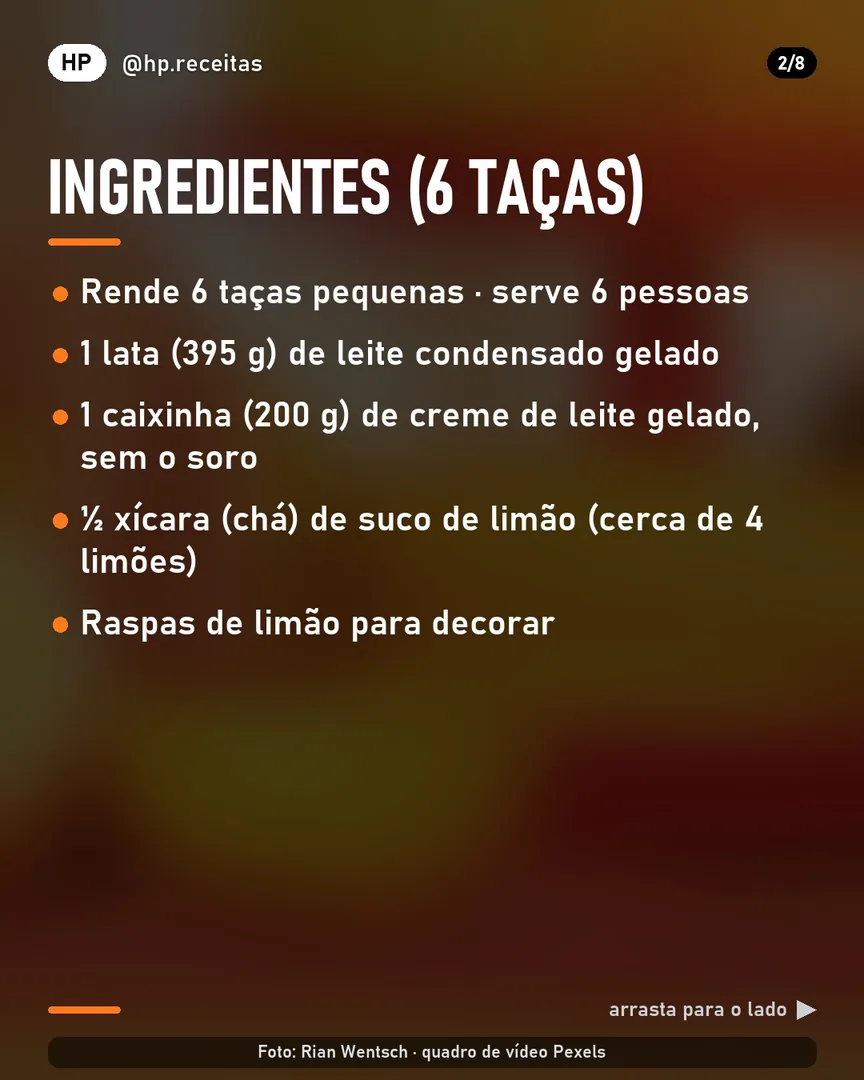 HP @hp.receitas 2/8
INGREDIENTES (6 TAÇAS)
Rende 6 taças pequenas · serve 6 pessoas
1 lata (395 g) de leite condensado gelado
1 caixinha (200 g) de creme de leite gelado,
sem o soro
½ xícara (chá) de suco de limão (cerca de 4
limões)
Raspas de limão para decorar
arrasta para o lado ▶
Foto: Rian Wentsch · quadro de vídeo Pexels